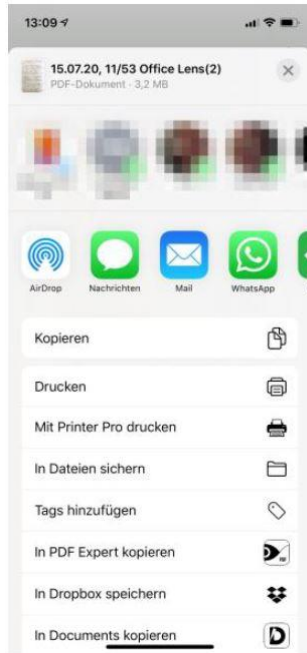 13:09
15.07.20, 11/53 Office Lens(2)
PDF-Dokument · 3,2 MB
AirDrop
Nachrichten
Mail
WhatsApp
Kopieren
Drucken
Mit Printer Pro drucken
In Dateien sichern
Tags hinzufügen
In PDF Expert kopieren
In Dropbox speichern
In Documents kopieren